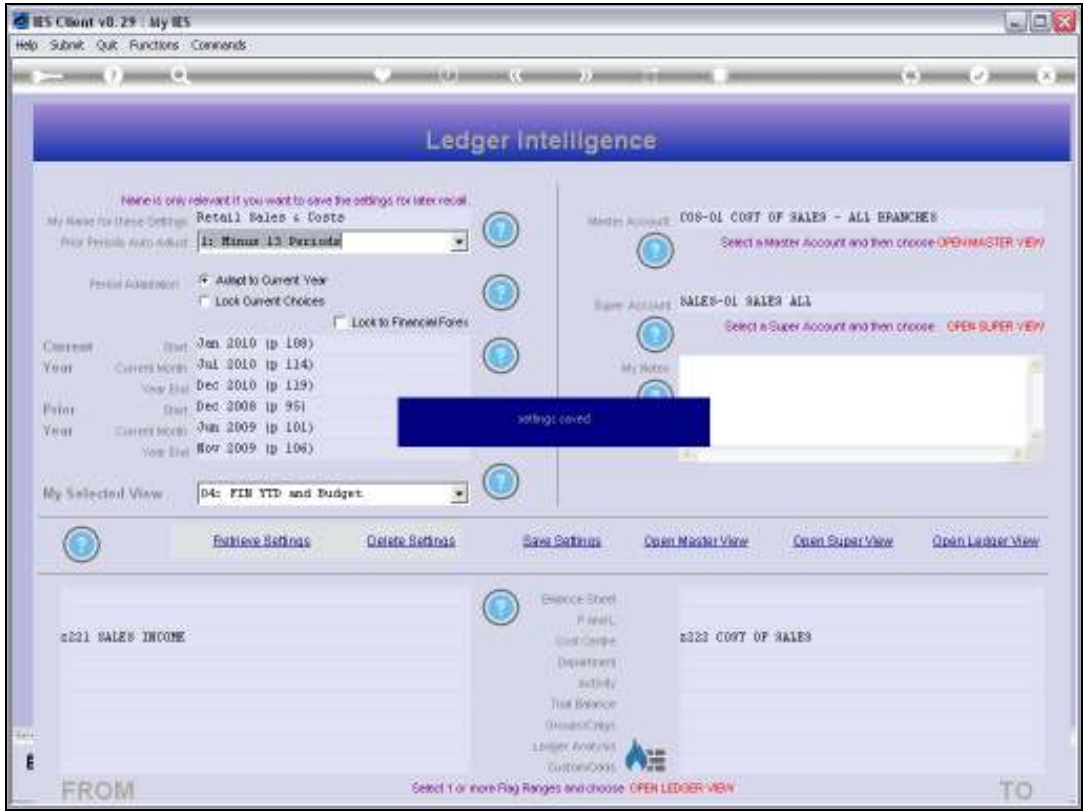 IES Client v0.29 : My IES
Help Submit Quit Functions Commands
Ledger Intelligence
Name is only relevant if you want to save the settings for later recall.
My Name for these Settings Retail Sales & Costs
Prior Periods Auto Adjust 1: Minus 13 Periods
Period Adaptation Adapt to Current Year
Lock Current Choices
Lock to Financial Forex
Current Year
Start Jan 2010 (p 108)
Current Month Jul 2010 (p 114)
Year End Dec 2010 (p 119)
Prior Year
Start Dec 2008 (p 95)
Current Month Jun 2009 (p 101)
Year End Nov 2009 (p 106)
My Selected View 04: FIN YTD and Budget
Master Account COS-01 COST OF SALES - ALL BRANCHES
Select a Master Account and then choose OPEN MASTER VIEW
Super Account SALES-01 SALES ALL
Select a Super Account and then choose OPEN SUPER VIEW
My Notes
settings saved
Retrieve Settings Delete Settings Save Settings Open Master View Open Super View Open Ledger View
Balance Sheet
P and L
z221 SALES INCOME Cost Centre z222 COST OF SALES
Department
Activity
Trial Balance
Ledger Analysis
FROM Select 1 or more Flag Ranges and choose OPEN LEDGER VIEW TO